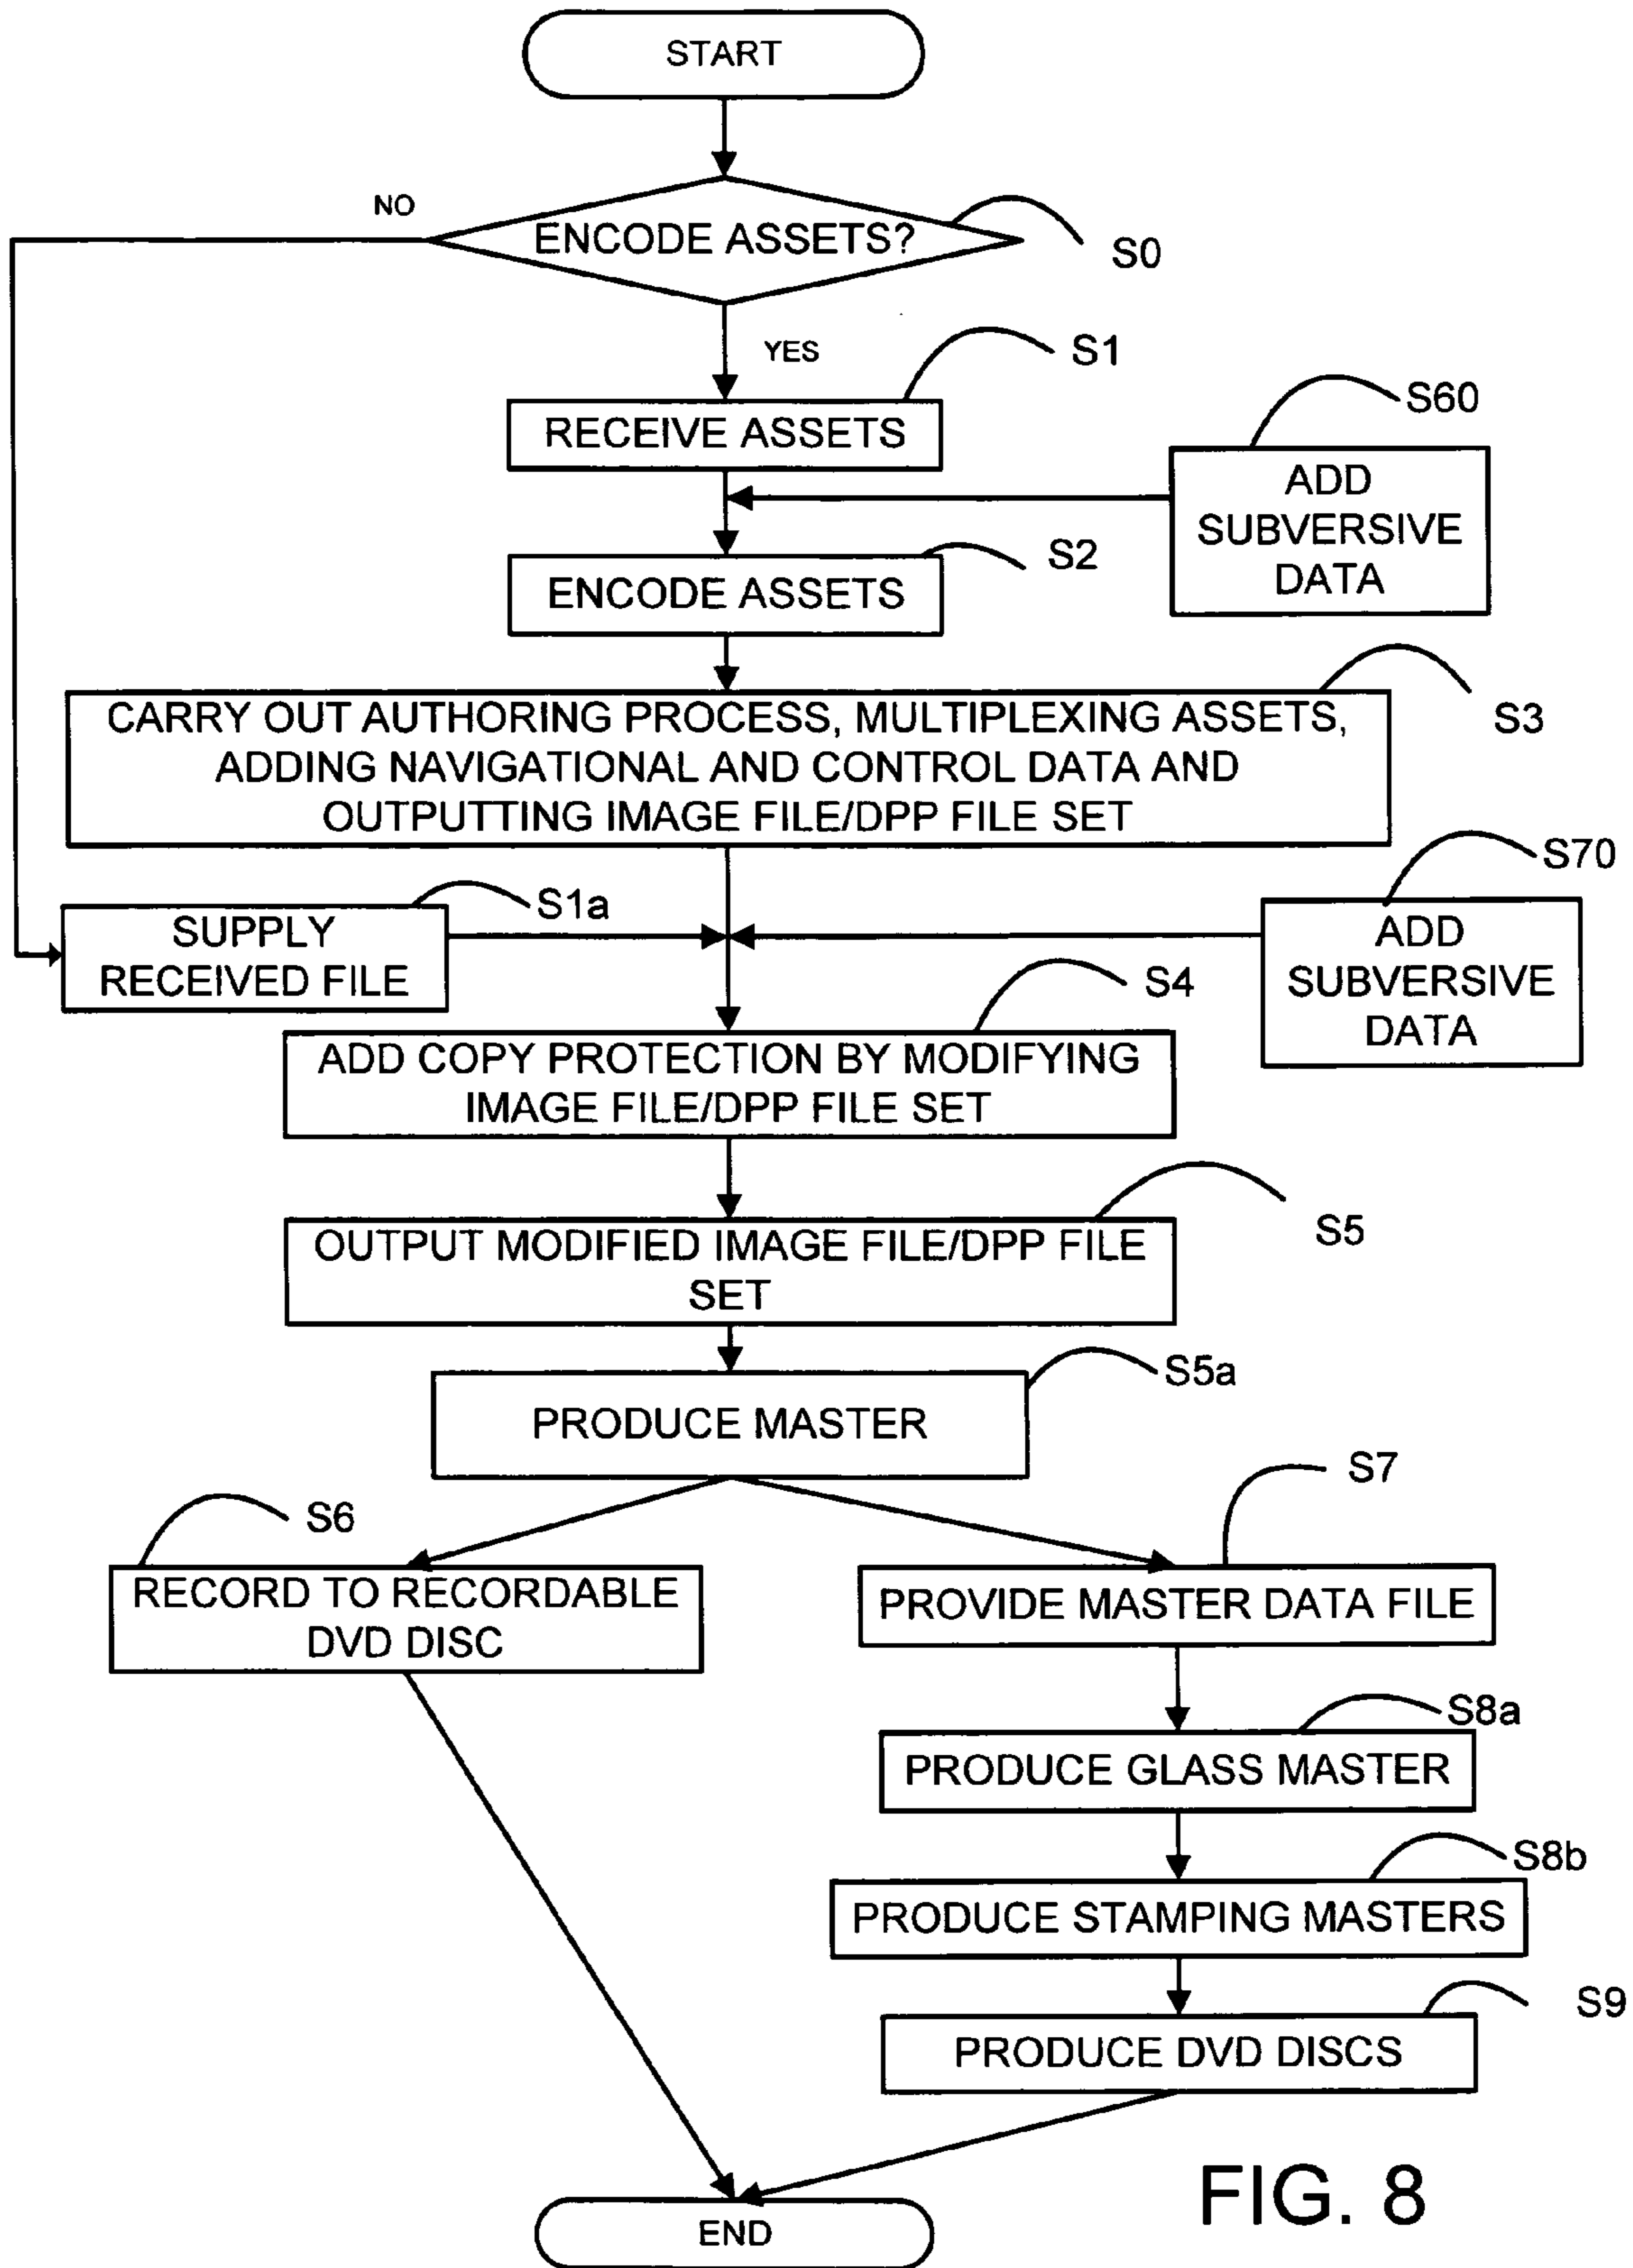 START
NO
ENCODE ASSETS?
S0
YES
S1
RECEIVE ASSETS
S60
ADD
SUBVERSIVE
DATA
S2
ENCODE ASSETS
S3
CARRY OUT AUTHORING PROCESS, MULTIPLEXING ASSETS,
ADDING NAVIGATIONAL AND CONTROL DATA AND
OUTPUTTING IMAGE FILE/DPP FILE SET
S1a
SUPPLY
RECEIVED FILE
S70
ADD
SUBVERSIVE
DATA
S4
ADD COPY PROTECTION BY MODIFYING
IMAGE FILE/DPP FILE SET
S5
OUTPUT MODIFIED IMAGE FILE/DPP FILE
SET
S5a
PRODUCE MASTER
S6
RECORD TO RECORDABLE
DVD DISC
S7
PROVIDE MASTER DATA FILE
S8a
PRODUCE GLASS MASTER
S8b
PRODUCE STAMPING MASTERS
S9
PRODUCE DVD DISCS
END
FIG. 8